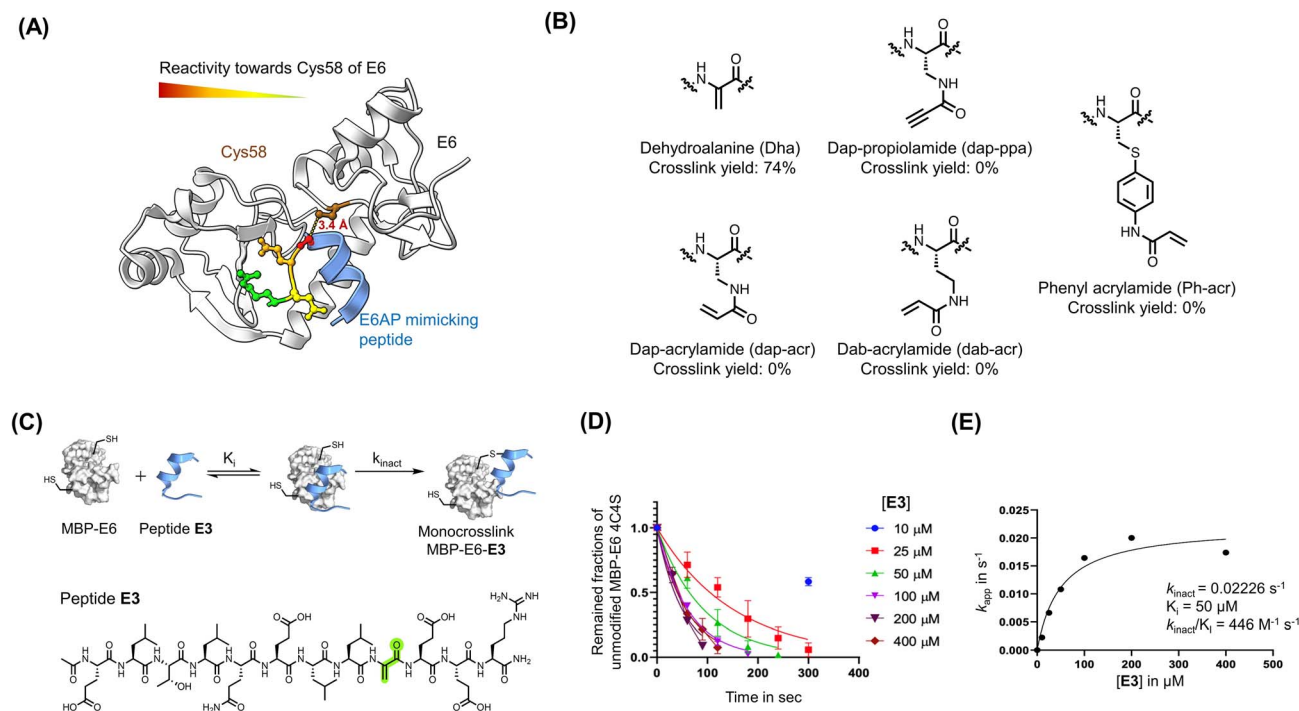 (A)
Reactivity towards Cys58 of E6
Cys58
E6
3.4 Å
E6AP mimicking
peptide
(B)
H
N
O
Dehydroalanine (Dha)
Crosslink yield: 74%
H
N
O
NH
O
Dap-propiolamide (dap-ppa)
Crosslink yield: 0%
H
N
O
NH
O
Dap-acrylamide (dap-acr)
Crosslink yield: 0%
H
N
O
N
H
O
Dab-acrylamide (dab-acr)
Crosslink yield: 0%
H
N
O
S
HN
O
Phenyl acrylamide (Ph-acr)
Crosslink yield: 0%
(C)
SH
HS
MBP-E6
+
Peptide E3
Ki
SH
HS
kinact
S
HS
Monocrosslink
MBP-E6-E3
Peptide E3
(D)
Remained fractions of
unmodified MBP-E6 4C4S
1.0
0.5
0.0
0 100 200 300 400
Time in sec
[E3]
10 µM
25 µM
50 µM
100 µM
200 µM
400 µM
(E)
kapp in s-1
0.025
0.020
0.015
0.010
0.005
0.000
0 100 200 300 400 500
[E3] in µM
kinact = 0.02226 s-1
Ki = 50 µM
kinact/KI = 446 M-1 s-1